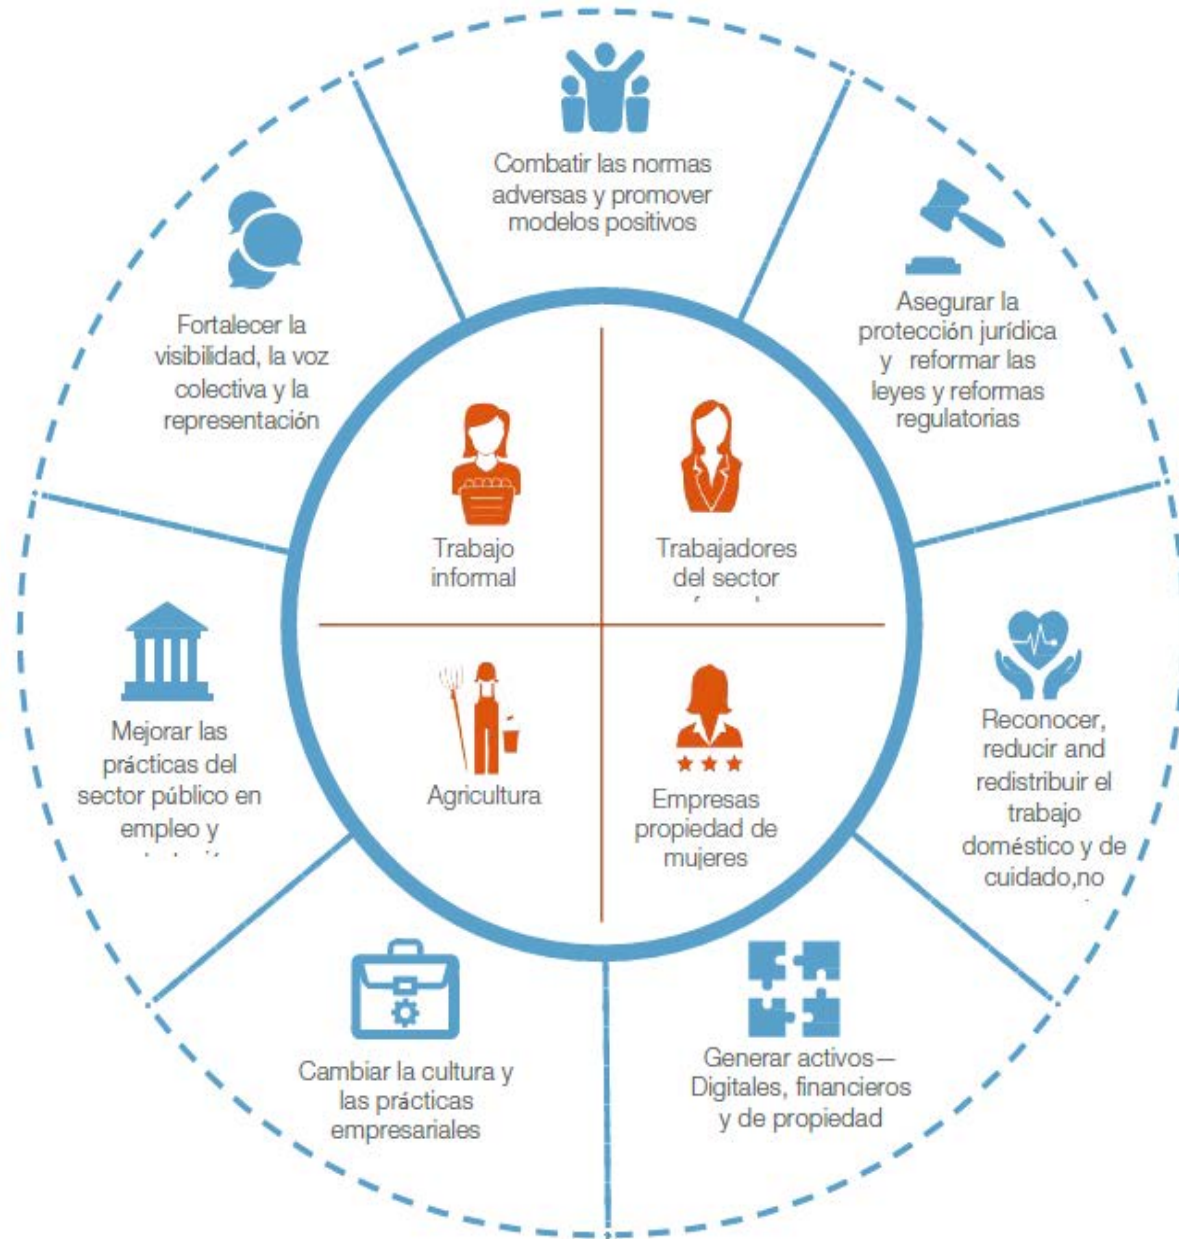 Combatir las normas
adversas y promover
modelos positivos
Asegurar la
protección jurídica
y reformar las
leyes y reformas
regulatorias
Reconocer,
reducir and
redistribuir el
trabajo
doméstico y de
cuidado,no
Generar activos—
Digitales, financieros
y de propiedad
Cambiar la cultura y
las prácticas
empresariales
Mejorar las
prácticas del
sector público en
empleo y
Fortalecer la
visibilidad, la voz
colectiva y la
representación
Trabajo
informal
Trabajadores
del sector
Agricultura
Empresas
propiedad de
mujeres